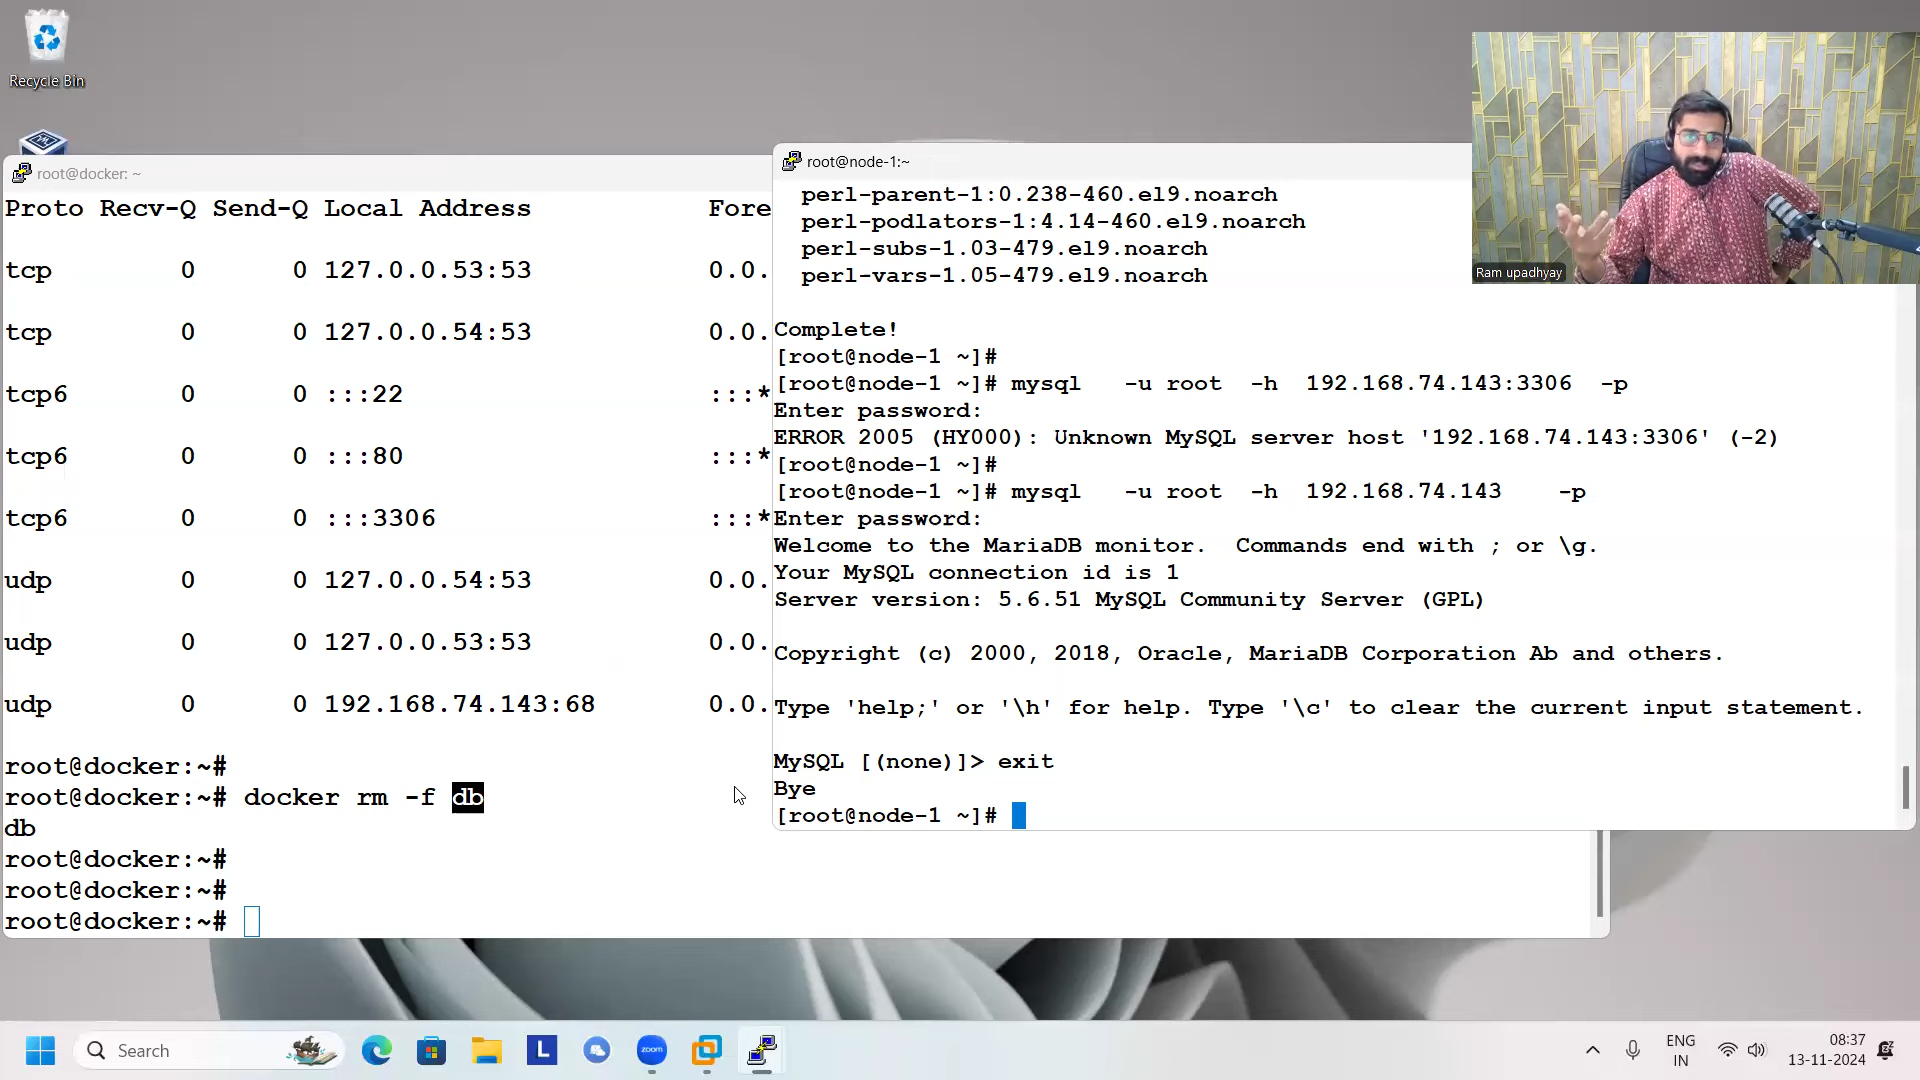 Recycle Bin
root@docker: ~
Proto Recv-Q Send-Q Local Address Fore
tcp 0 0 127.0.0.53:53 0.0.
tcp 0 0 127.0.0.54:53 0.0.
tcp6 0 0 :::22 :::*
tcp6 0 0 :::80 :::*
tcp6 0 0 :::3306 :::*
udp 0 0 127.0.0.54:53 0.0.
udp 0 0 127.0.0.53:53 0.0.
udp 0 0 192.168.74.143:68 0.0.
root@docker:~#
root@docker:~# docker rm -f db
db
root@docker:~#
root@docker:~#
root@docker:~#
root@node-1:~
perl-parent-1:0.238-460.el9.noarch
perl-podlators-1:4.14-460.el9.noarch
perl-subs-1.03-479.el9.noarch
perl-vars-1.05-479.el9.noarch
Complete!
[root@node-1 ~]#
[root@node-1 ~]# mysql -u root -h 192.168.74.143:3306 -p
Enter password:
ERROR 2005 (HY000): Unknown MySQL server host '192.168.74.143:3306' (-2)
[root@node-1 ~]#
[root@node-1 ~]# mysql -u root -h 192.168.74.143 -p
Enter password:
Welcome to the MariaDB monitor. Commands end with ; or \g.
Your MySQL connection id is 1
Server version: 5.6.51 MySQL Community Server (GPL)
Copyright (c) 2000, 2018, Oracle, MariaDB Corporation Ab and others.
Type 'help;' or '\h' for help. Type '\c' to clear the current input statement.
MySQL [(none)]> exit
Bye
[root@node-1 ~]#
Ram upadhyay
Search
L
zoom
ENG
IN
08:37
13-11-2024